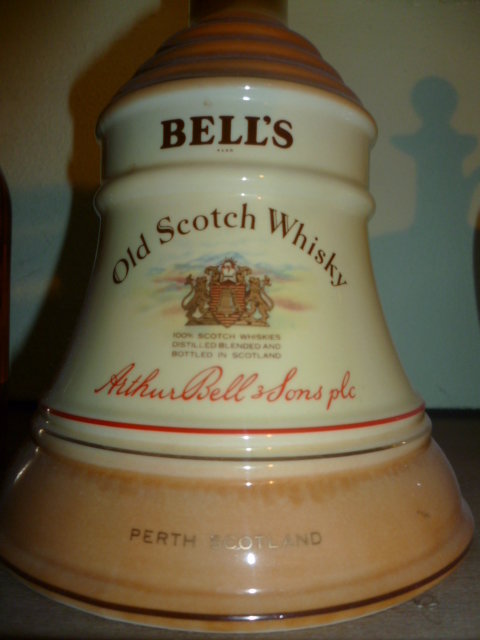 BELL'S
Old Scotch Whisky
100% SCOTCH WHISKIES
DISTILLED BLENDED AND
BOTTLED IN SCOTLAND
Arthur Bell & Sons plc
PERTH SCOTLAND